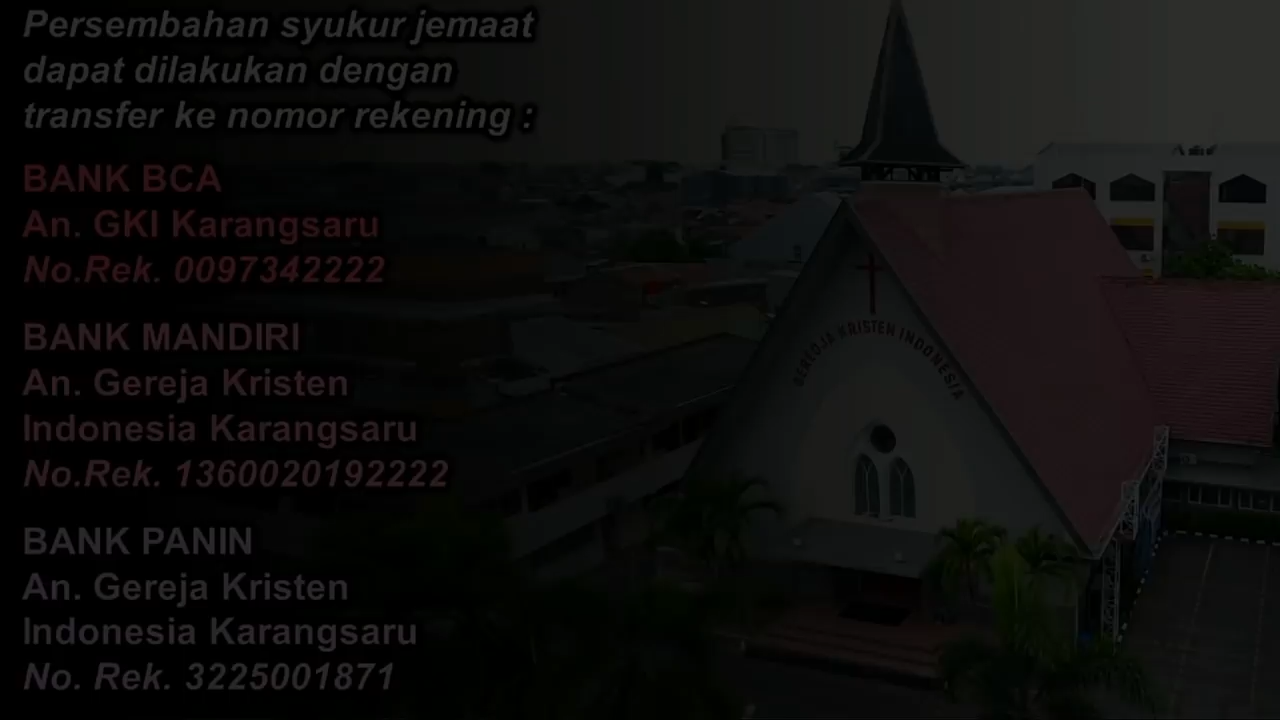 Persembahan syukur jemaat
dapat dilakukan dengan
transfer ke nomor rekening :
BANK BCA
An. GKI Karangsaru
No.Rek. 0097342222
BANK MANDIRI
An. Gereja Kristen
Indonesia Karangsaru
No.Rek. 1360020192222
BANK PANIN
An. Gereja Kristen
Indonesia Karangsaru
No. Rek. 3225001871
GEREJA KRISTEN INDONESIA